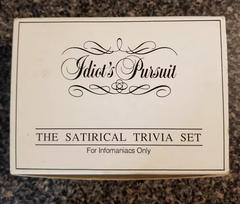 Idiot's Pursuit
THE SATIRICAL TRIVIA SET
For Infomaniacs Only